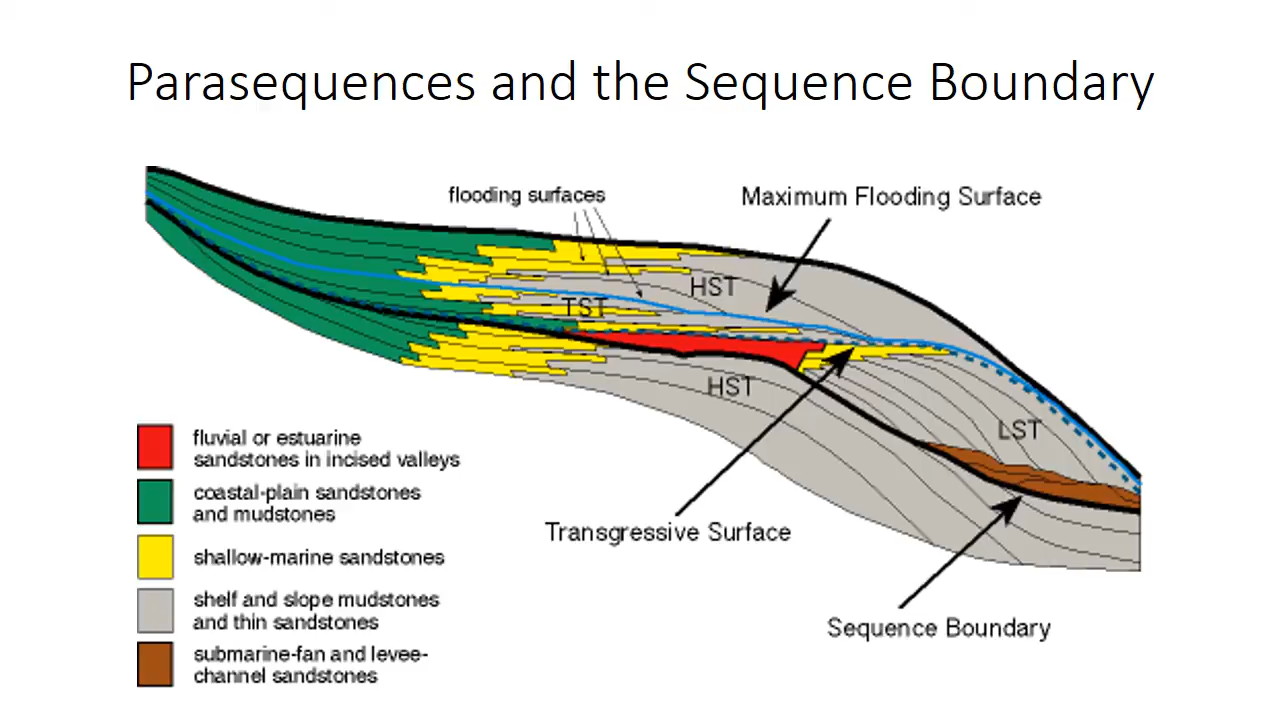 Parasequences and the Sequence Boundary
flooding surfaces
Maximum Flooding Surface
HST
TST
HST
LST
fluvial or estuarine
sandstones in incised valleys
coastal-plain sandstones
and mudstones
Transgressive Surface
shallow-marine sandstones
shelf and slope mudstones
and thin sandstones
Sequence Boundary
submarine-fan and levee-
channel sandstones